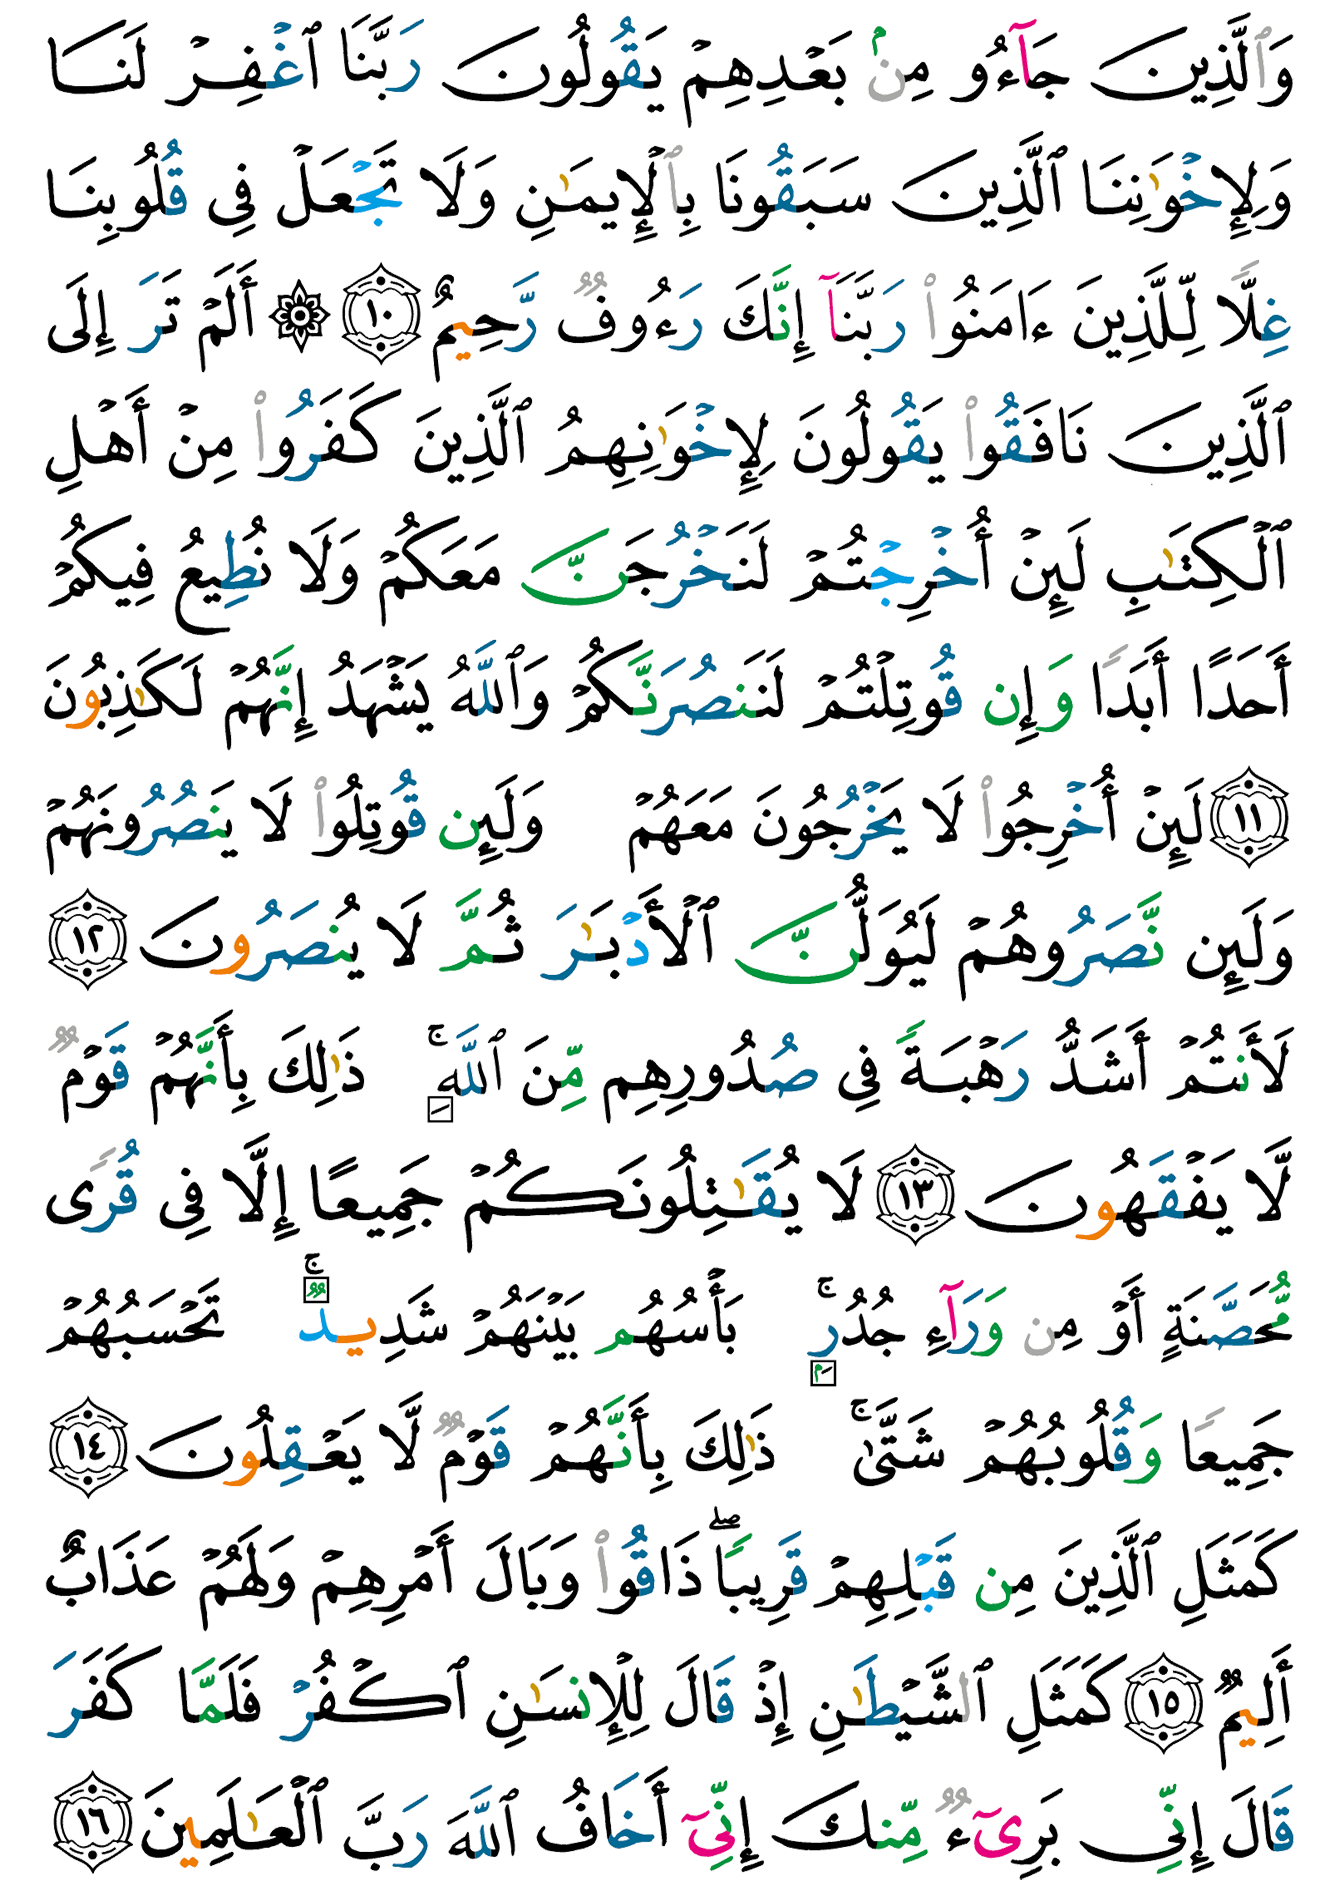 وَٱلَّذِينَ جَآءُو مِنۢ بَعْدِهِمْ يَقُولُونَ رَبَّنَا ٱغْفِرْ لَنَا
وَلِإِخْوَٰنِنَا ٱلَّذِينَ سَبَقُونَا بِٱلْإِيمَٰنِ وَلَا تَجْعَلْ فِى قُلُوبِنَا
غِلًّا لِّلَّذِينَ ءَامَنُوا۟ رَبَّنَآ إِنَّكَ رَءُوفٌ رَّحِيمٌ ١٠ ۞ أَلَمْ تَرَ إِلَى
ٱلَّذِينَ نَافَقُوا۟ يَقُولُونَ لِإِخْوَٰنِهِمُ ٱلَّذِينَ كَفَرُوا۟ مِنْ أَهْلِ
ٱلْكِتَٰبِ لَئِنْ أُخْرِجْتُمْ لَنَخْرُجَنَّ مَعَكُمْ وَلَا نُطِيعُ فِيكُمْ
أَحَدًا أَبَدًا وَإِن قُوتِلْتُمْ لَنَنصُرَنَّكُمْ وَٱللَّهُ يَشْهَدُ إِنَّهُمْ لَكَٰذِبُونَ
١١ لَئِنْ أُخْرِجُوا۟ لَا يَخْرُجُونَ مَعَهُمْ وَلَئِن قُوتِلُوا۟ لَا يَنصُرُونَهُمْ
وَلَئِن نَّصَرُوهُمْ لَيُوَلُّنَّ ٱلْأَدْبَٰرَ ثُمَّ لَا يُنصَرُونَ ١٢
لَأَنتُمْ أَشَدُّ رَهْبَةً فِى صُدُورِهِم مِّنَ ٱللَّهِ ۚ ذَٰلِكَ بِأَنَّهُمْ قَوْمٌ
لَّا يَفْقَهُونَ ١٣ لَا يُقَٰتِلُونَكُمْ جَمِيعًا إِلَّا فِى قُرًى
مُّحَصَّنَةٍ أَوْ مِن وَرَآءِ جُدُرٍۭ ۚ بَأْسُهُم بَيْنَهُمْ شَدِيدٌ ۚ تَحْسَبُهُمْ
جَمِيعًا وَقُلُوبُهُمْ شَتَّىٰ ۚ ذَٰلِكَ بِأَنَّهُمْ قَوْمٌ لَّا يَعْقِلُونَ ١٤
كَمَثَلِ ٱلَّذِينَ مِن قَبْلِهِمْ قَرِيبًا ۖ ذَاقُوا۟ وَبَالَ أَمْرِهِمْ وَلَهُمْ عَذَابٌ
أَلِيمٌ ١٥ كَمَثَلِ ٱلشَّيْطَٰنِ إِذْ قَالَ لِلْإِنسَٰنِ ٱكْفُرْ فَلَمَّا كَفَرَ
قَالَ إِنِّى بَرِىٓءٌ مِّنكَ إِنِّىٓ أَخَافُ ٱللَّهَ رَبَّ ٱلْعَٰلَمِينَ ١٦